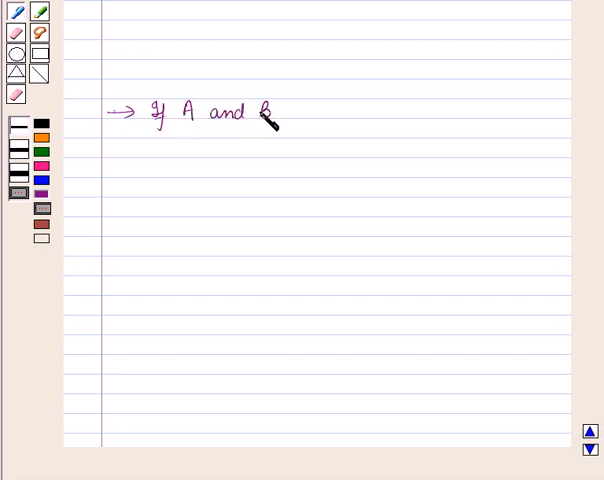 → If A and B